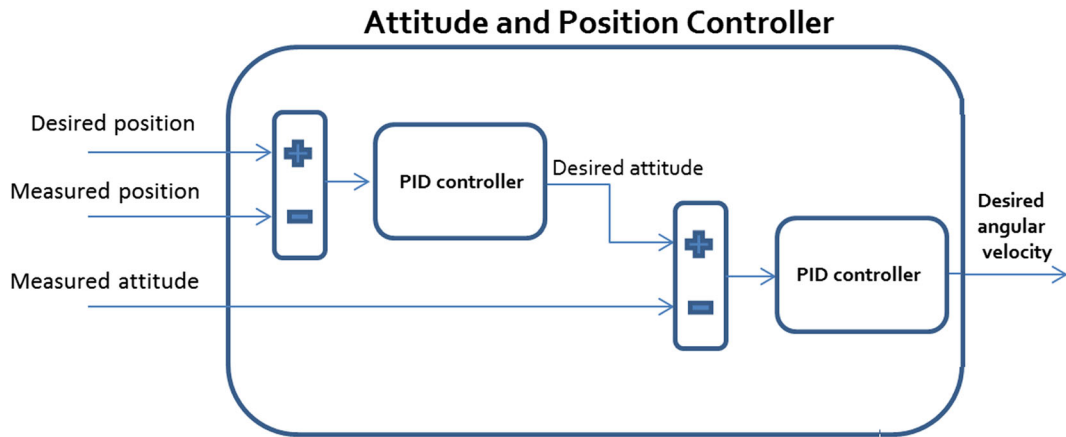 Attitude and Position Controller
Desired position
Measured position
PID controller
Desired attitude
Measured attitude
PID controller
Desired
angular
velocity